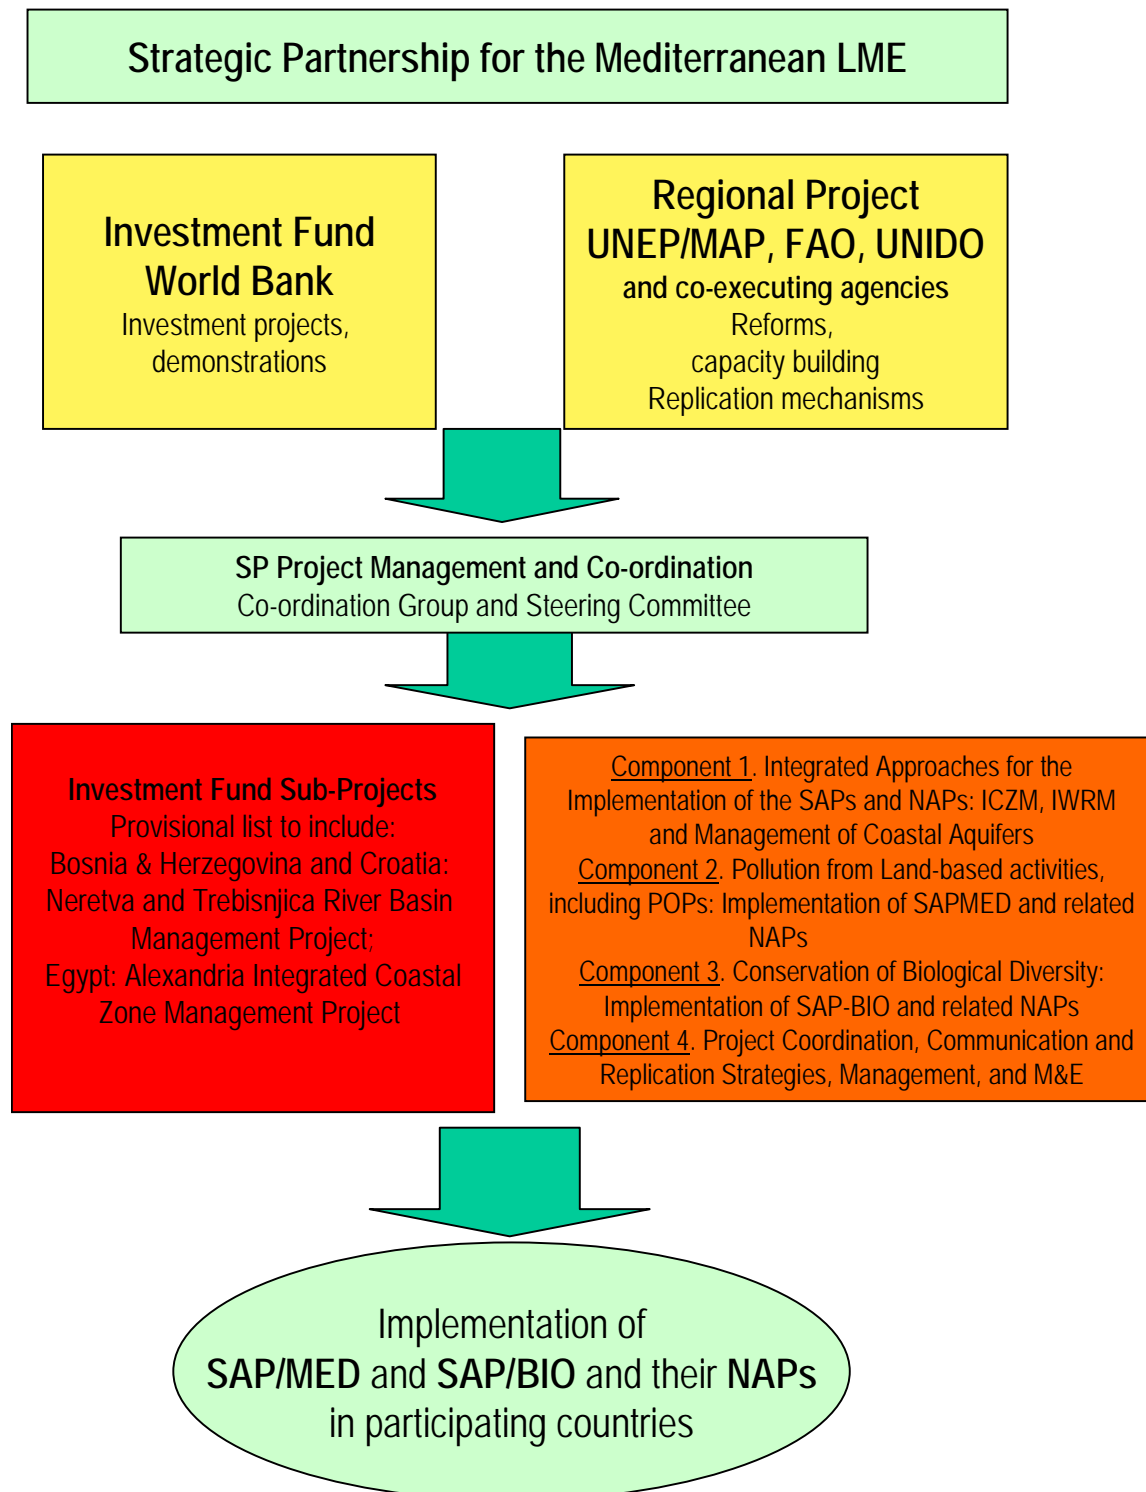 Strategic Partnership for the Mediterranean LME
Investment Fund
World Bank
Investment projects,
demonstrations
Regional Project
UNEP/MAP, FAO, UNIDO
and co-executing agencies
Reforms,
capacity building
Replication mechanisms
SP Project Management and Co-ordination
Co-ordination Group and Steering Committee
Investment Fund Sub-Projects
Provisional list to include:
Bosnia & Herzegovina and Croatia:
Neretva and Trebisnjica River Basin
Management Project;
Egypt: Alexandria Integrated Coastal
Zone Management Project
Component 1. Integrated Approaches for the
Implementation of the SAPs and NAPs: ICZM, IWRM
and Management of Coastal Aquifers
Component 2. Pollution from Land-based activities,
including POPs: Implementation of SAPMED and related
NAPs
Component 3. Conservation of Biological Diversity:
Implementation of SAP-BIO and related NAPs
Component 4. Project Coordination, Communication and
Replication Strategies, Management, and M&E
Implementation of
SAP/MED and SAP/BIO and their NAPs
in participating countries